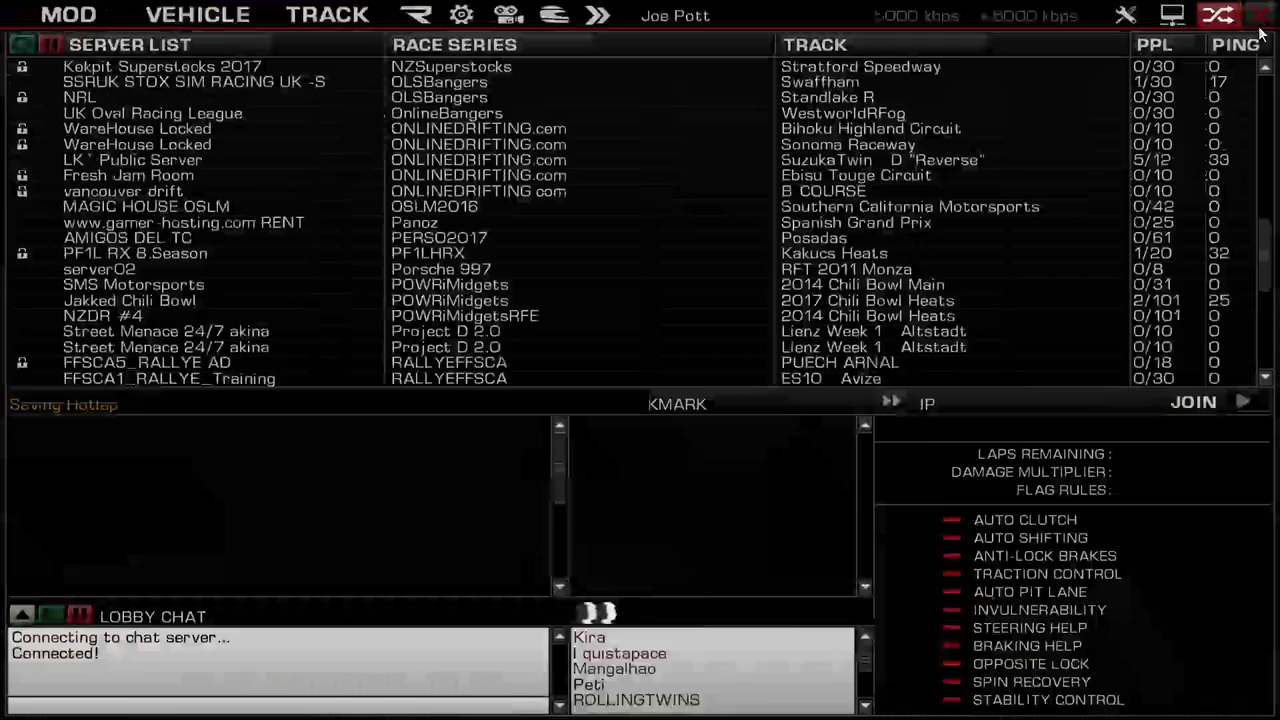 MOD VEHICLE TRACK Joe Pott 5000 kbps 8000 kbps
SERVER LIST RACE SERIES TRACK PPL PING
Kekpit Superstocks 2017 NZSuperstocks Stratford Speedway 0/30 0
SSRUK STOX SIM RACING UK -S OLSBangers Swaffham 1/30 17
NRL OLSBangers Standlake R 0/30 0
UK Oval Racing League OnlineBangers WestworldRFog 0/30 0
WareHouse Locked ONLINEDRIFTING.com Bihoku Highland Circuit 0/10 0
WareHouse Locked ONLINEDRIFTING.com Sonoma Raceway 0/10 0
LK` Public Server ONLINEDRIFTING.com SuzukaTwin D "Reverse" 5/12 33
Fresh Jam Room ONLINEDRIFTING.com Ebisu Touge Circuit 0/10 0
vancouver drift ONLINEDRIFTING com B COURSE 0/10 0
MAGIC HOUSE OSLM OSLM2016 Southern California Motorsports 0/42 0
www.gamer-hosting.com RENT Panoz Spanish Grand Prix 0/25 0
AMIGOS DEL TC PERSO2017 Posadas 0/61 0
PF1L RX 8.Season PF1LHRX Kakucs Heats 1/20 32
server02 Porsche 997 RFT 2011 Monza 0/8 0
SMS Motorsports POWRiMidgets 2014 Chili Bowl Main 0/31 0
Jakked Chili Bowl POWRiMidgets 2017 Chili Bowl Heats 2/101 25
NZDR #4 POWRiMidgetsRFE 2014 Chili Bowl Heats 0/101 0
Street Menace 24/7 akina Project D 2.0 Lienz Week 1 Altstadt 0/10 0
Street Menace 24/7 akina Project D 2.0 Lienz Week 1 Altstadt 0/10 0
FFSCA5_RALLYE AD RALLYEFFSCA PUECH ARNAL 0/18 0
FFSCA1_RALLYE_Training RALLYEFFSCA ES10 Avize 0/30 0
Saving Hotlap KMARK IP JOIN
LAPS REMAINING :
DAMAGE MULTIPLIER :
FLAG RULES:
AUTO CLUTCH
AUTO SHIFTING
ANTI-LOCK BRAKES
TRACTION CONTROL
AUTO PIT LANE
INVULNERABILITY
STEERING HELP
BRAKING HELP
OPPOSITE LOCK
SPIN RECOVERY
STABILITY CONTROL
LOBBY CHAT
Connecting to chat server...
Connected!
Kira
I quistapace
Mangalhao
Peti
ROLLINGTWINS